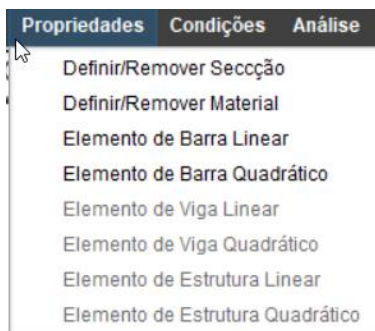 Propriedades Condições Análise
Definir/Remover Seccção
Definir/Remover Material
Elemento de Barra Linear
Elemento de Barra Quadrático
Elemento de Viga Linear
Elemento de Viga Quadrático
Elemento de Estrutura Linear
Elemento de Estrutura Quadrático